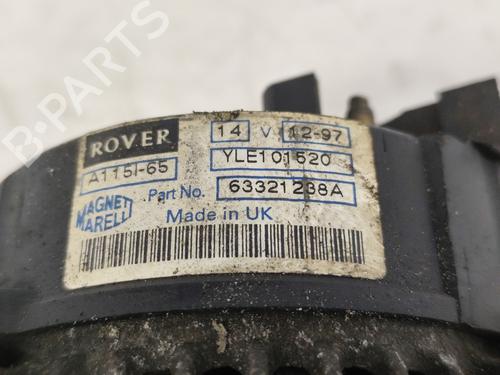 ROVER
14 V 12-97
A115I-65
YLE101520
MAGNETI MARELLI
Part No. 63321238A
Made in UK
B-PARTS